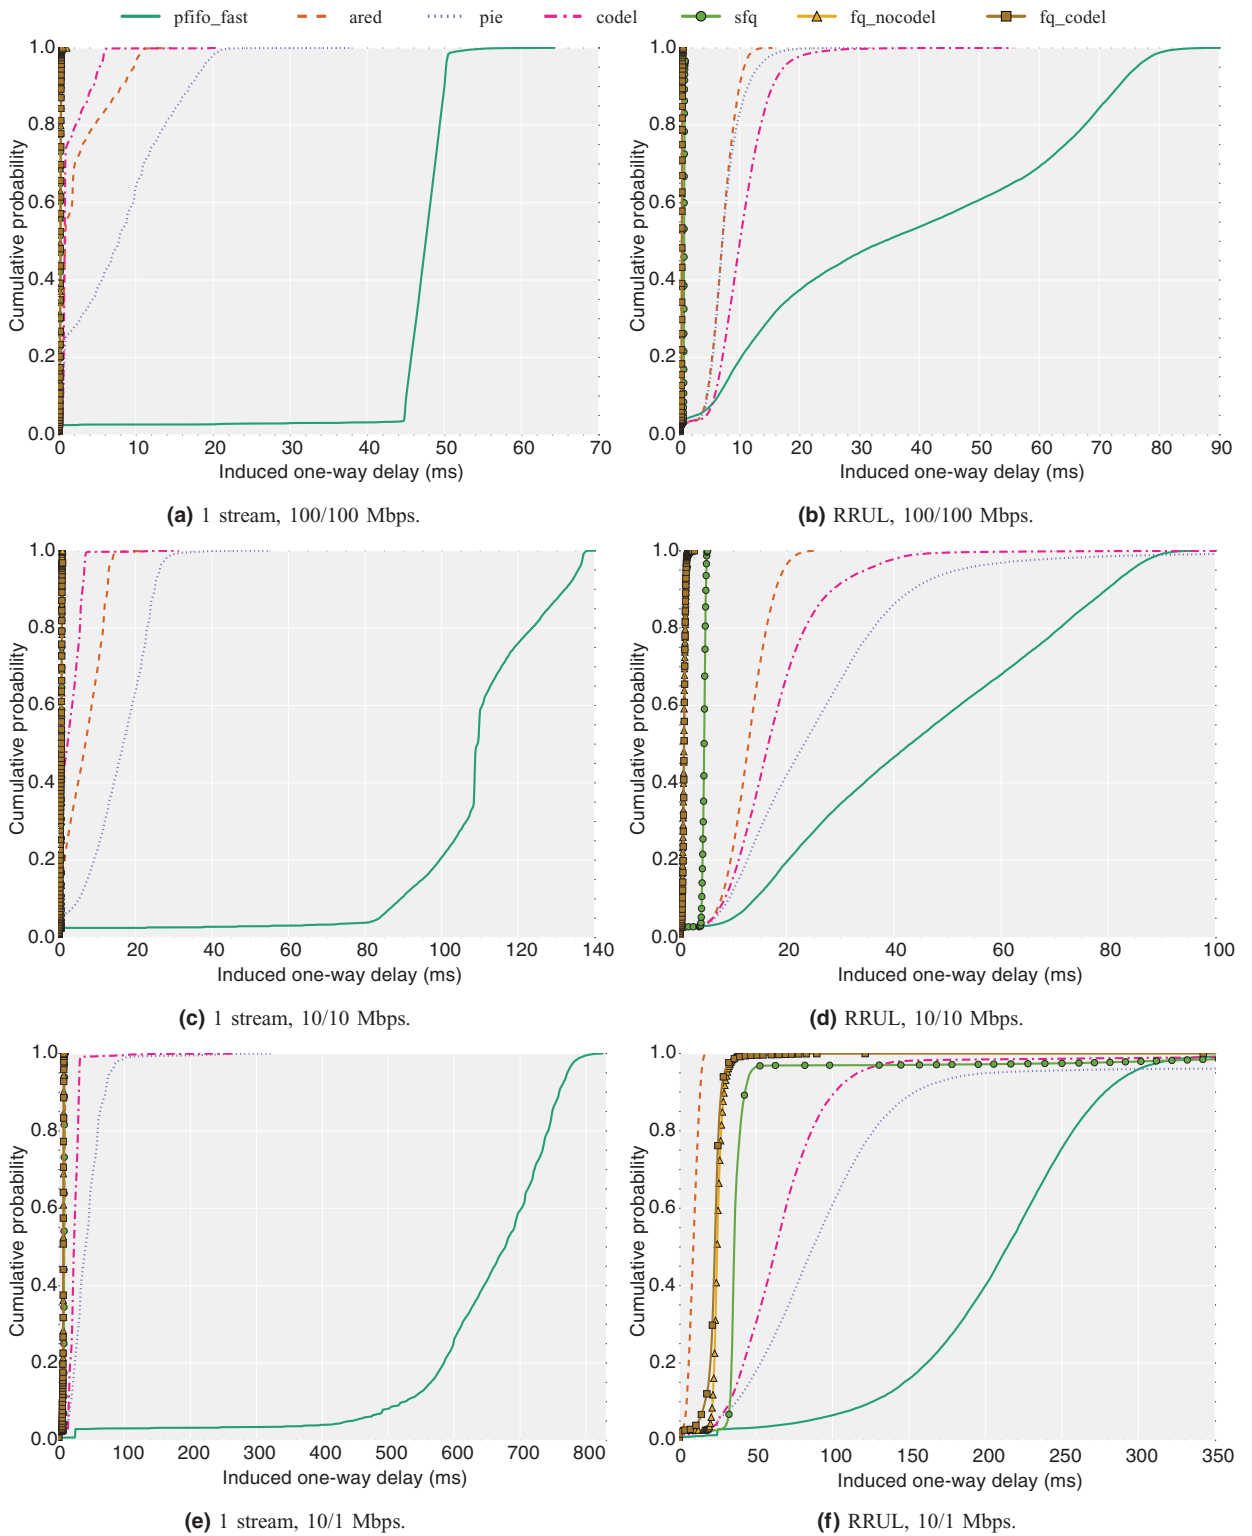 pfifo_fast ared pie codel sfq fq_nocodel fq_codel
Cumulative probability
1.0
0.8
0.6
0.4
0.2
0.0
0 10 20 30 40 50 60 70
Induced one-way delay (ms)
(a) 1 stream, 100/100 Mbps.
Cumulative probability
1.0
0.8
0.6
0.4
0.2
0.0
0 10 20 30 40 50 60 70 80 90
Induced one-way delay (ms)
(b) RRUL, 100/100 Mbps.
Cumulative probability
1.0
0.8
0.6
0.4
0.2
0.0
0 20 40 60 80 100 120 140
Induced one-way delay (ms)
(c) 1 stream, 10/10 Mbps.
Cumulative probability
1.0
0.8
0.6
0.4
0.2
0.0
0 20 40 60 80 100
Induced one-way delay (ms)
(d) RRUL, 10/10 Mbps.
Cumulative probability
1.0
0.8
0.6
0.4
0.2
0.0
0 100 200 300 400 500 600 700 800
Induced one-way delay (ms)
(e) 1 stream, 10/1 Mbps.
Cumulative probability
1.0
0.8
0.6
0.4
0.2
0.0
0 50 100 150 200 250 300 350
Induced one-way delay (ms)
(f) RRUL, 10/1 Mbps.